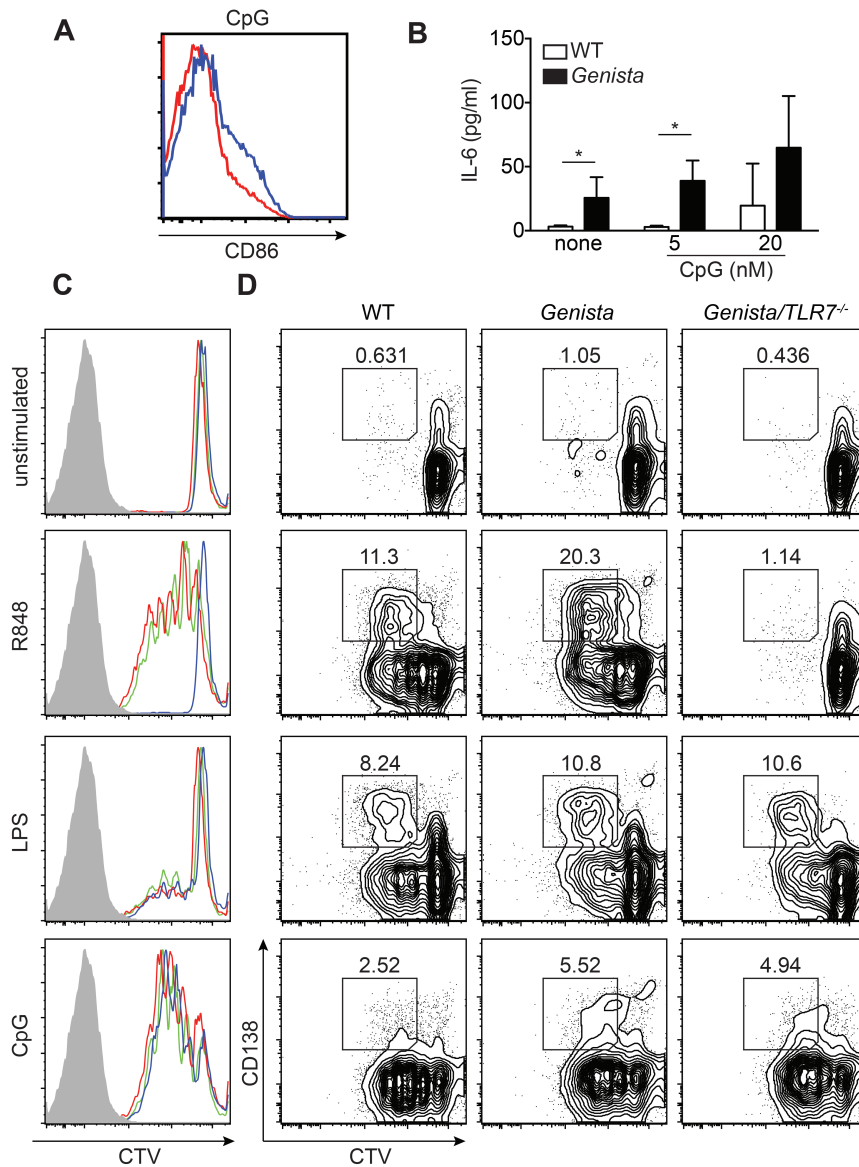 A
CpG
CD86
B
WT
Genista
IL-6 (pg/ml)
150
100
50
0
none
5
20
CpG (nM)
C
D
WT
Genista
Genista/TLR7-/-
unstimulated
0.631
1.05
0.436
R848
11.3
20.3
1.14
LPS
8.24
10.8
10.6
CpG
2.52
5.52
4.94
CD138
CTV
CTV
*
*